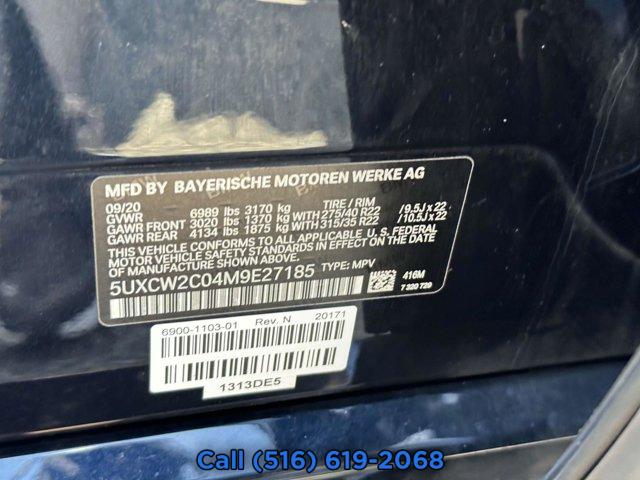 MFD BY BAYERISCHE MOTOREN WERKE AG
09/20 TIRE / RIM
GVWR 6989 lbs 3170 kg
GAWR FRONT 3020 lbs 1370 kg WITH 275/40 R22 / 9.5J x 22
GAWR REAR 4134 lbs 1875 kg WITH 315/35 R22 / 10.5J x 22
THIS VEHICLE CONFORMS TO ALL APPLICABLE U.S. FEDERAL
MOTOR VEHICLE SAFETY STANDARDS IN EFFECT ON THE DATE OF
MANUFACTURE SHOWN ABOVE.
5UXCW2C04M9E27185 TYPE: MPV
416M
7 320 729
6900-1103-01 Rev. N 20171
1313DE5
Call (516) 619-2068